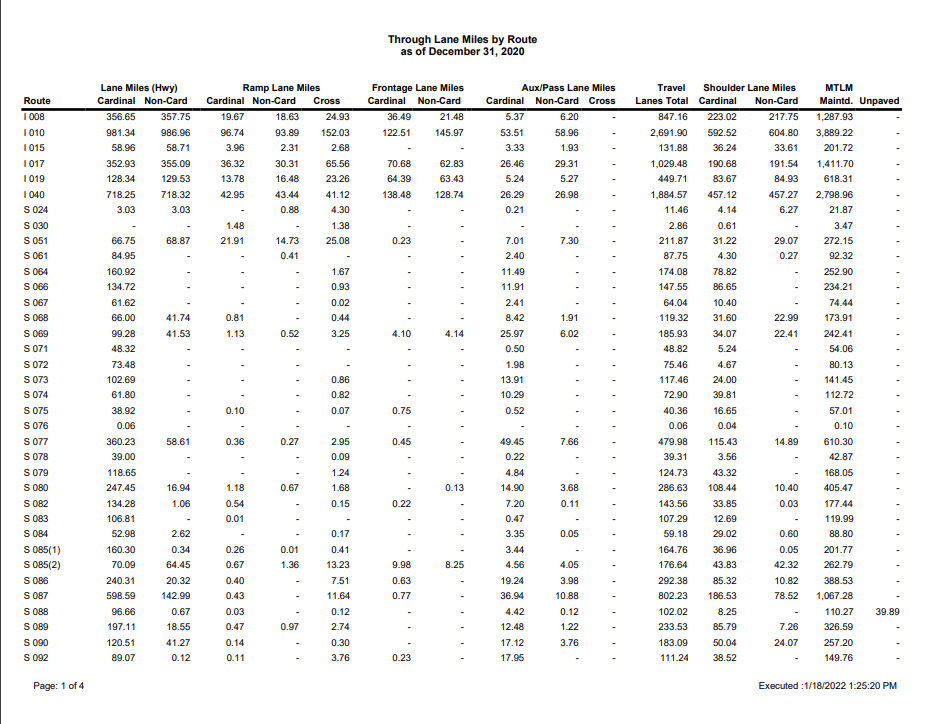 Through Lane Miles by Route
as of December 31, 2020
Lane Miles (Hwy) Ramp Lane Miles Frontage Lane Miles Aux/Pass Lane Miles Travel Shoulder Lane Miles MTLM
Route Cardinal Non-Card Cardinal Non-Card Cross Cardinal Non-Card Cardinal Non-Card Cross Lanes Total Cardinal Non-Card Maintd. Unpaved
I 008 356.65 357.75 19.67 18.63 24.93 36.49 21.48 5.37 6.20 - 847.16 223.02 217.75 1,287.93 -
I 010 981.34 986.96 96.74 93.89 152.03 122.51 145.97 53.51 58.96 - 2,691.90 592.52 604.80 3,889.22 -
I 015 58.96 58.71 3.96 2.31 2.68 - - 3.33 1.93 - 131.88 36.24 33.61 201.72 -
I 017 352.93 355.09 36.32 30.31 65.56 70.68 62.83 26.46 29.31 - 1,029.48 190.68 191.54 1,411.70 -
I 019 128.34 129.53 13.78 16.48 23.26 64.39 63.43 5.24 5.27 - 449.71 83.67 84.93 618.31 -
I 040 718.25 718.32 42.95 43.44 41.12 138.48 128.74 26.29 26.98 - 1,884.57 457.12 457.27 2,798.96 -
S 024 3.03 3.03 - 0.88 4.30 - - 0.21 - - 11.46 4.14 6.27 21.87 -
S 030 - - 1.48 - 1.38 - - - - - 2.86 0.61 - 3.47 -
S 051 66.75 68.87 21.91 14.73 25.08 0.23 - 7.01 7.30 - 211.87 31.22 29.07 272.15 -
S 061 84.95 - - 0.41 - - - 2.40 - - 87.75 4.30 0.27 92.32 -
S 064 160.92 - - - 1.67 - - 11.49 - - 174.08 78.82 - 252.90 -
S 066 134.72 - - - 0.93 - - 11.91 - - 147.55 86.65 - 234.21 -
S 067 61.62 - - - 0.02 - - 2.41 - - 64.04 10.40 - 74.44 -
S 068 66.00 41.74 0.81 - 0.44 - - 8.42 1.91 - 119.32 31.60 22.99 173.91 -
S 069 99.28 41.53 1.13 0.52 3.25 4.10 4.14 25.97 6.02 - 185.93 34.07 22.41 242.41 -
S 071 48.32 - - - - - - 0.50 - - 48.82 5.24 - 54.06 -
S 072 73.48 - - - - - - 1.98 - - 75.46 4.67 - 80.13 -
S 073 102.69 - - - 0.86 - - 13.91 - - 117.46 24.00 - 141.45 -
S 074 61.80 - - - 0.82 - - 10.29 - - 72.90 39.81 - 112.72 -
S 075 38.92 - 0.10 - 0.07 0.75 - 0.52 - - 40.36 16.65 - 57.01 -
S 076 0.06 - - - - - - - - - 0.06 0.04 - 0.10 -
S 077 360.23 58.61 0.36 0.27 2.95 0.45 - 49.45 7.66 - 479.98 115.43 14.89 610.30 -
S 078 39.00 - - - 0.09 - - 0.22 - - 39.31 3.56 - 42.87 -
S 079 118.65 - - - 1.24 - - 4.84 - - 124.73 43.32 - 168.05 -
S 080 247.45 16.94 1.18 0.67 1.68 - 0.13 14.90 3.68 - 286.63 108.44 10.40 405.47 -
S 082 134.28 1.06 0.54 - 0.15 0.22 - 7.20 0.11 - 143.56 33.85 0.03 177.44 -
S 083 106.81 - 0.01 - - - - 0.47 - - 107.29 12.69 - 119.99 -
S 084 52.98 2.62 - - 0.17 - - 3.35 0.05 - 59.18 29.02 0.60 88.80 -
S 085(1) 160.30 0.34 0.26 0.01 0.41 - - 3.44 - - 164.76 36.96 0.05 201.77 -
S 085(2) 70.09 64.45 0.67 1.36 13.23 9.98 8.25 4.56 4.05 - 176.64 43.83 42.32 262.79 -
S 086 240.31 20.32 0.40 - 7.51 0.63 - 19.24 3.98 - 292.38 85.32 10.82 388.53 -
S 087 598.59 142.99 0.43 - 11.64 0.77 - 36.94 10.88 - 802.23 186.53 78.52 1,067.28 -
S 088 96.66 0.67 0.03 - 0.12 - - 4.42 0.12 - 102.02 8.25 - 110.27 39.89
S 089 197.11 18.55 0.47 0.97 2.74 - - 12.48 1.22 - 233.53 85.79 7.26 326.59 -
S 090 120.51 41.27 0.14 - 0.30 - - 17.12 3.76 - 183.09 50.04 24.07 257.20 -
S 092 89.07 0.12 0.11 - 3.76 0.23 - 17.95 - - 111.24 38.52 - 149.76 -
Page: 1 of 4 Executed :1/18/2022 1:25:20 PM